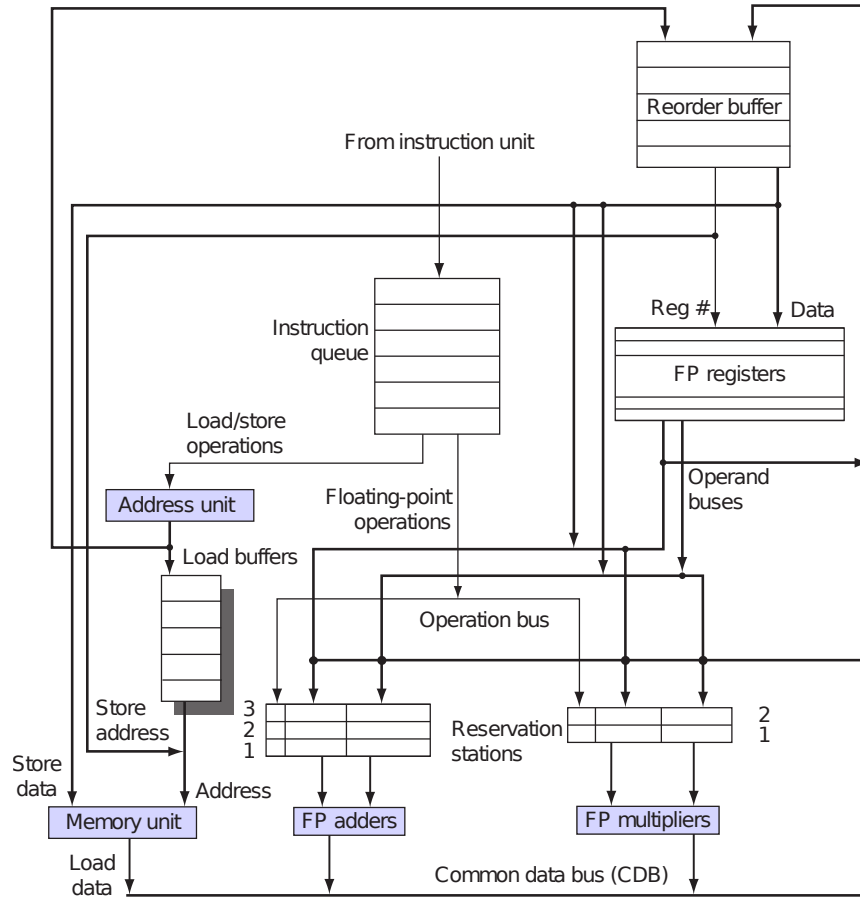 Reorder buffer
From instruction unit
Reg #
Data
Instruction
queue
FP registers
Load/store
operations
Operand
buses
Floating-point
operations
Address unit
Load buffers
Operation bus
3
2
1
2
1
Store
address
Reservation
stations
Store
data
Address
Memory unit
FP adders
FP multipliers
Load
data
Common data bus (CDB)